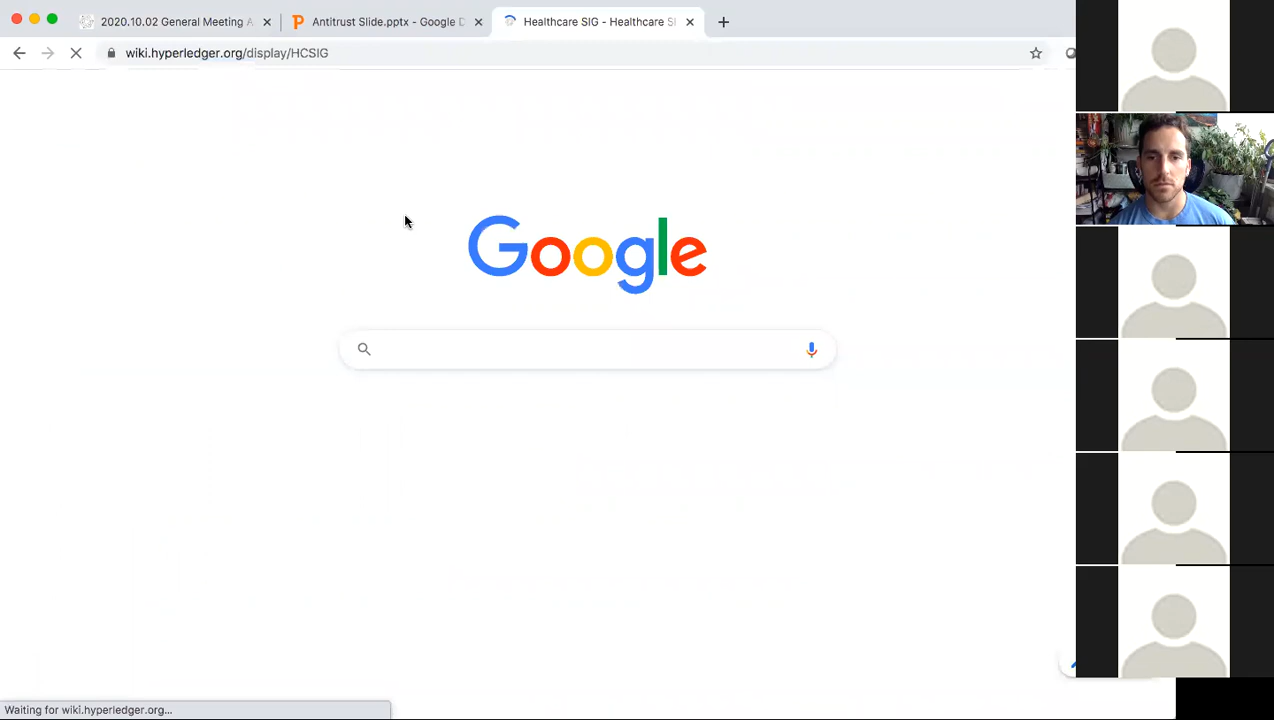 2020.10.02 General Meeting A
Antitrust Slide.pptx - Google D
Healthcare SIG - Healthcare SI
wiki.hyperledger.org/display/HCSIG
Google
Waiting for wiki.hyperledger.org...